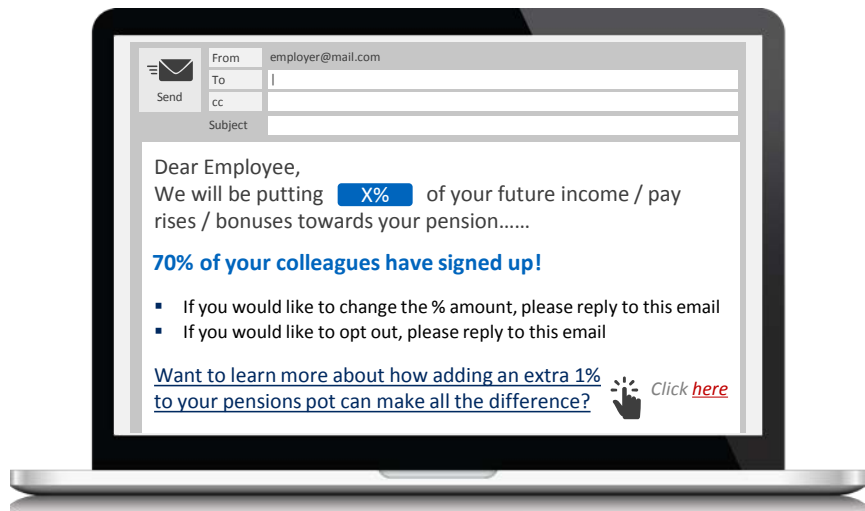 From employer@mail.com
To |
Send
cc
Subject
Dear Employee,
We will be putting X% of your future income / pay
rises / bonuses towards your pension......
70% of your colleagues have signed up!
▪ If you would like to change the % amount, please reply to this email
▪ If you would like to opt out, please reply to this email
Want to learn more about how adding an extra 1%
to your pensions pot can make all the difference?
Click here